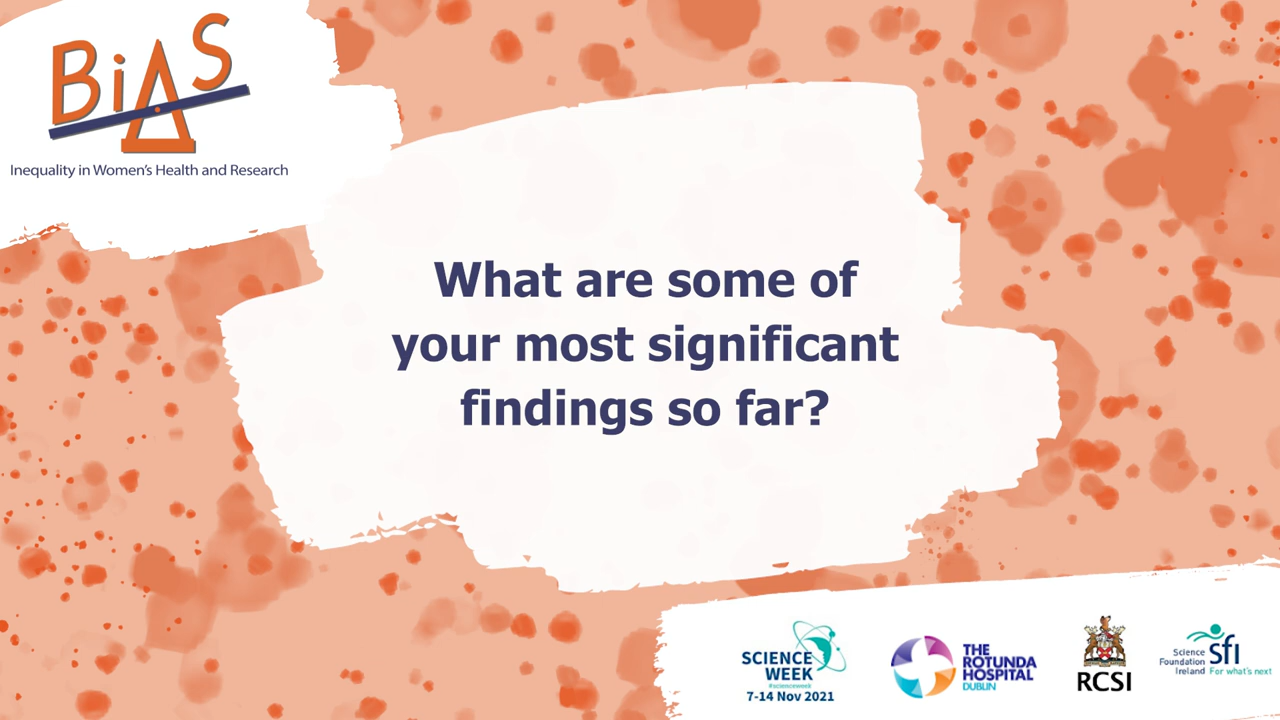 BiAS
Inequality in Women's Health and Research
What are some of
your most significant
findings so far?
SCIENCE
WEEK
#scienceweek
7-14 Nov 2021
THE
ROTUNDA
HOSPITAL
DUBLIN
RCSI
Science
Foundation
Ireland
sfi
For what's next